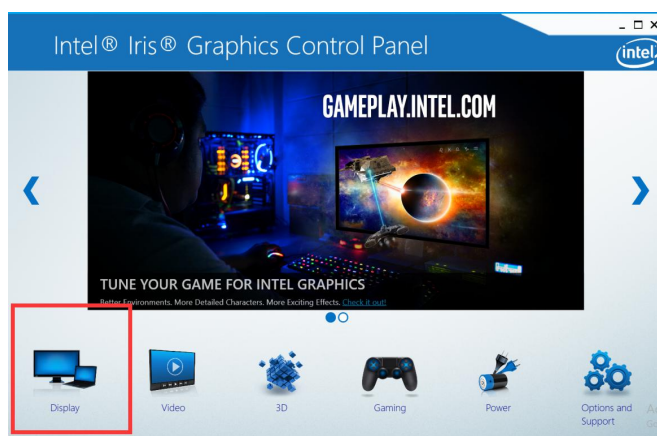 Intel® Iris® Graphics Control Panel
intel
GAMEPLAY.INTEL.COM
TUNE YOUR GAME FOR INTEL GRAPHICS
Better Environments. More Detailed Characters. More Exciting Effects. Check it out!
Display
Video
3D
Gaming
Power
Options and
Support